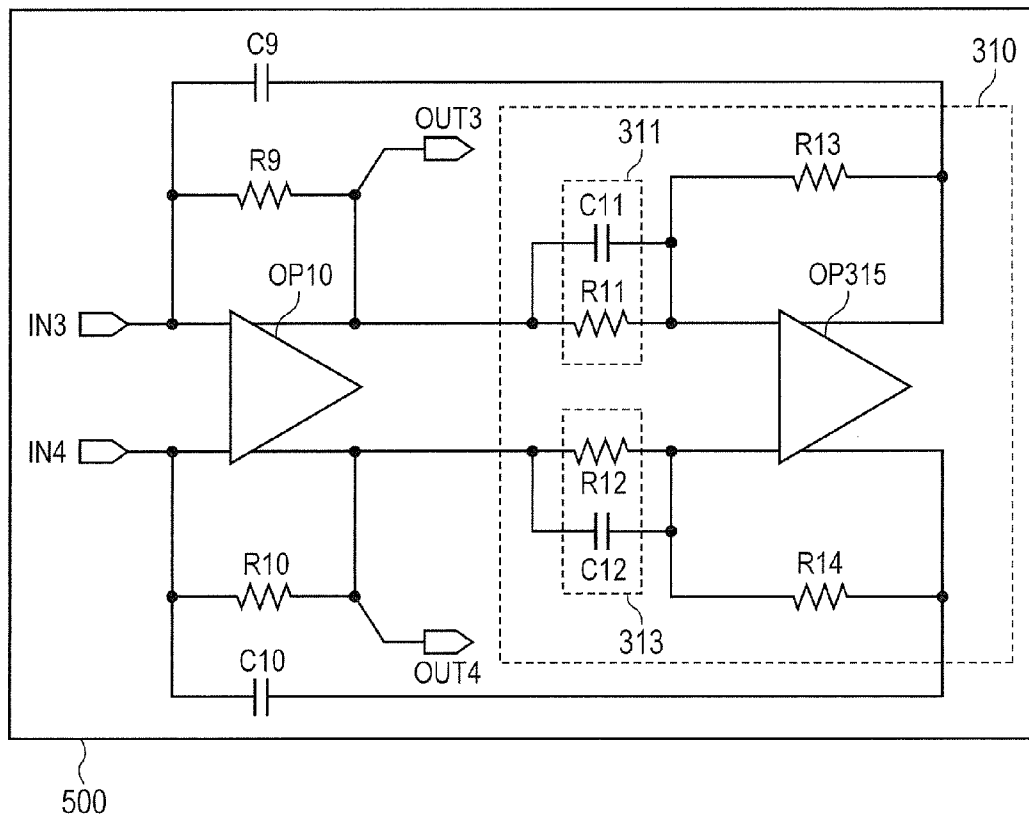 C9
310
OUT3
311
R13
R9
C11
OP10
R11
OP315
IN3
IN4
R12
R10
C12
R14
313
C10
OUT4
500